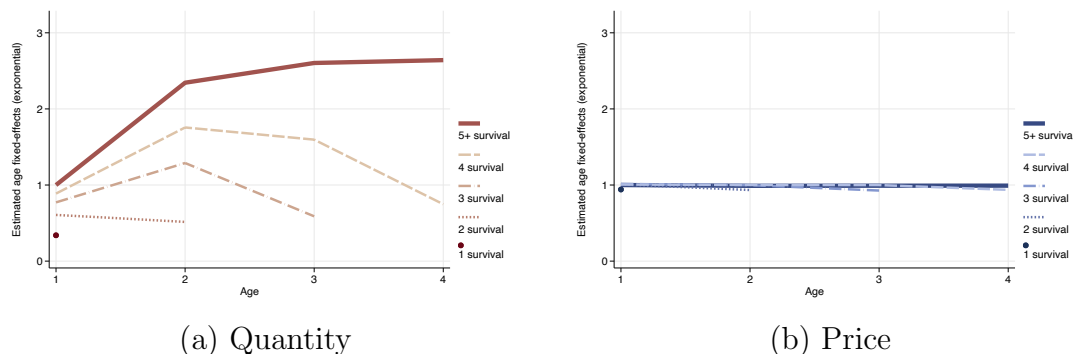 Estimated age fixed-effects (exponential)
3
2
1
0
1
2
3
4
Age
5+ survival
4 survival
3 survival
2 survival
1 survival
(a) Quantity
Estimated age fixed-effects (exponential)
3
2
1
0
1
2
3
4
Age
5+ surviva
4 survival
3 survival
2 survival
1 survival
(b) Price